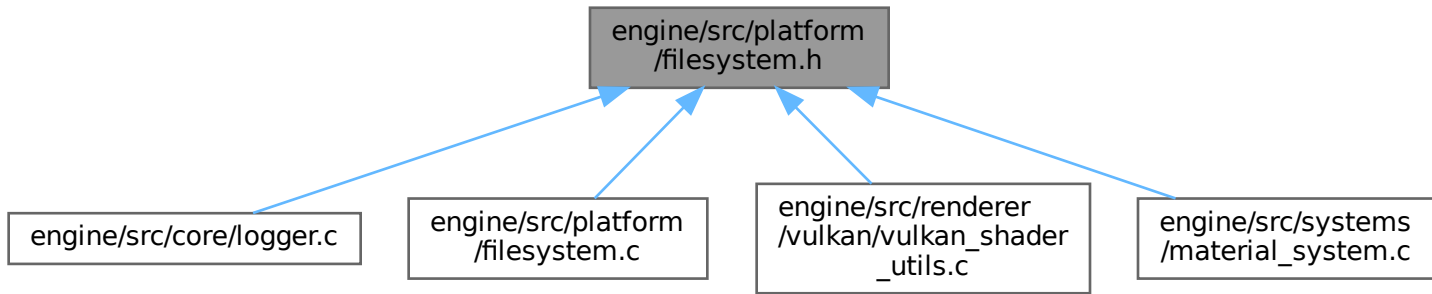 engine/src/platform
/filesystem.h
engine/src/core/logger.c
engine/src/platform
/filesystem.c
engine/src/renderer
/vulkan/vulkan_shader
_utils.c
engine/src/systems
/material_system.c